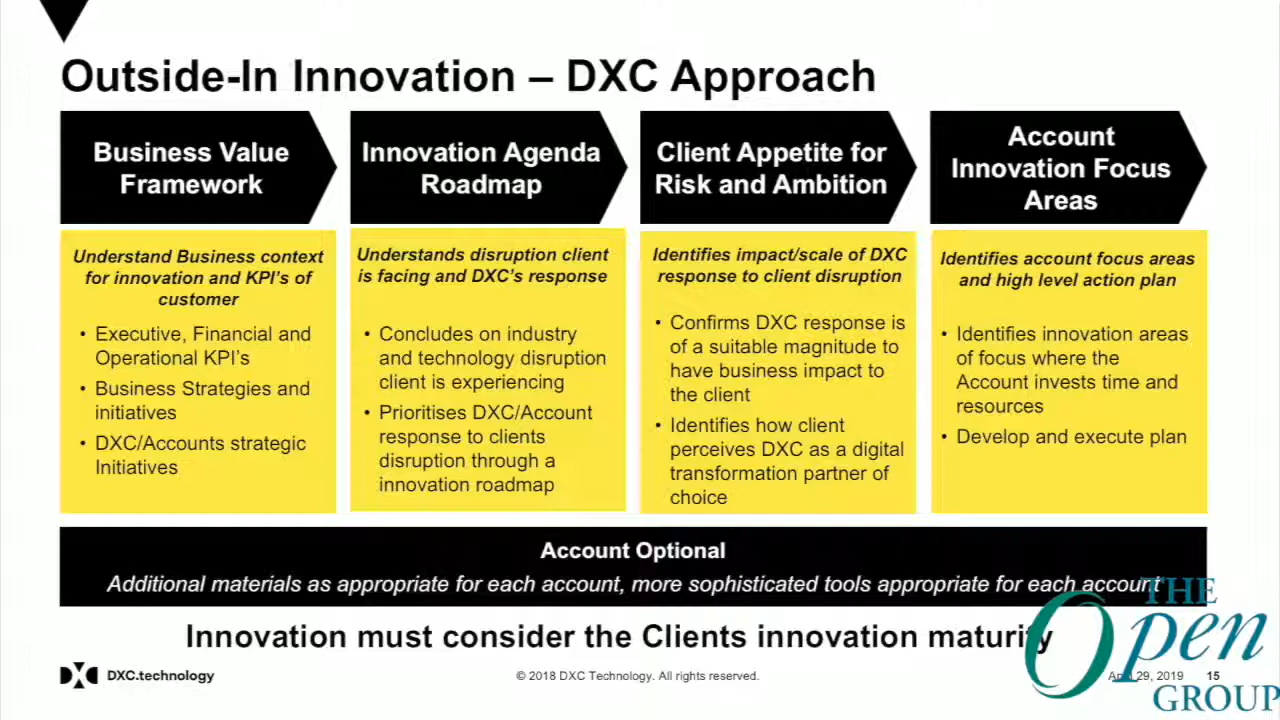 Outside-In Innovation – DXC Approach
Business Value
Framework
Innovation Agenda
Roadmap
Client Appetite for
Risk and Ambition
Account
Innovation Focus
Areas
Understand Business context
for innovation and KPI's of
customer
• Executive, Financial and
Operational KPI's
• Business Strategies and
initiatives
• DXC/Accounts strategic
Initiatives
Understands disruption client
is facing and DXC's response
• Concludes on industry
and technology disruption
client is experiencing
• Prioritises DXC/Account
response to clients
disruption through a
innovation roadmap
Identifies impact/scale of DXC
response to client disruption
• Confirms DXC response is
of a suitable magnitude to
have business impact to
the client
• Identifies how client
perceives DXC as a digital
transformation partner of
choice
Identifies account focus areas
and high level action plan
• Identifies innovation areas
of focus where the
Account invests time and
resources
• Develop and execute plan
Account Optional
Additional materials as appropriate for each account, more sophisticated tools appropriate for each account
Innovation must consider the Clients innovation maturity
DXC.technology
© 2018 DXC Technology. All rights reserved.
April 29, 2019 15
THE
Open
GROUP